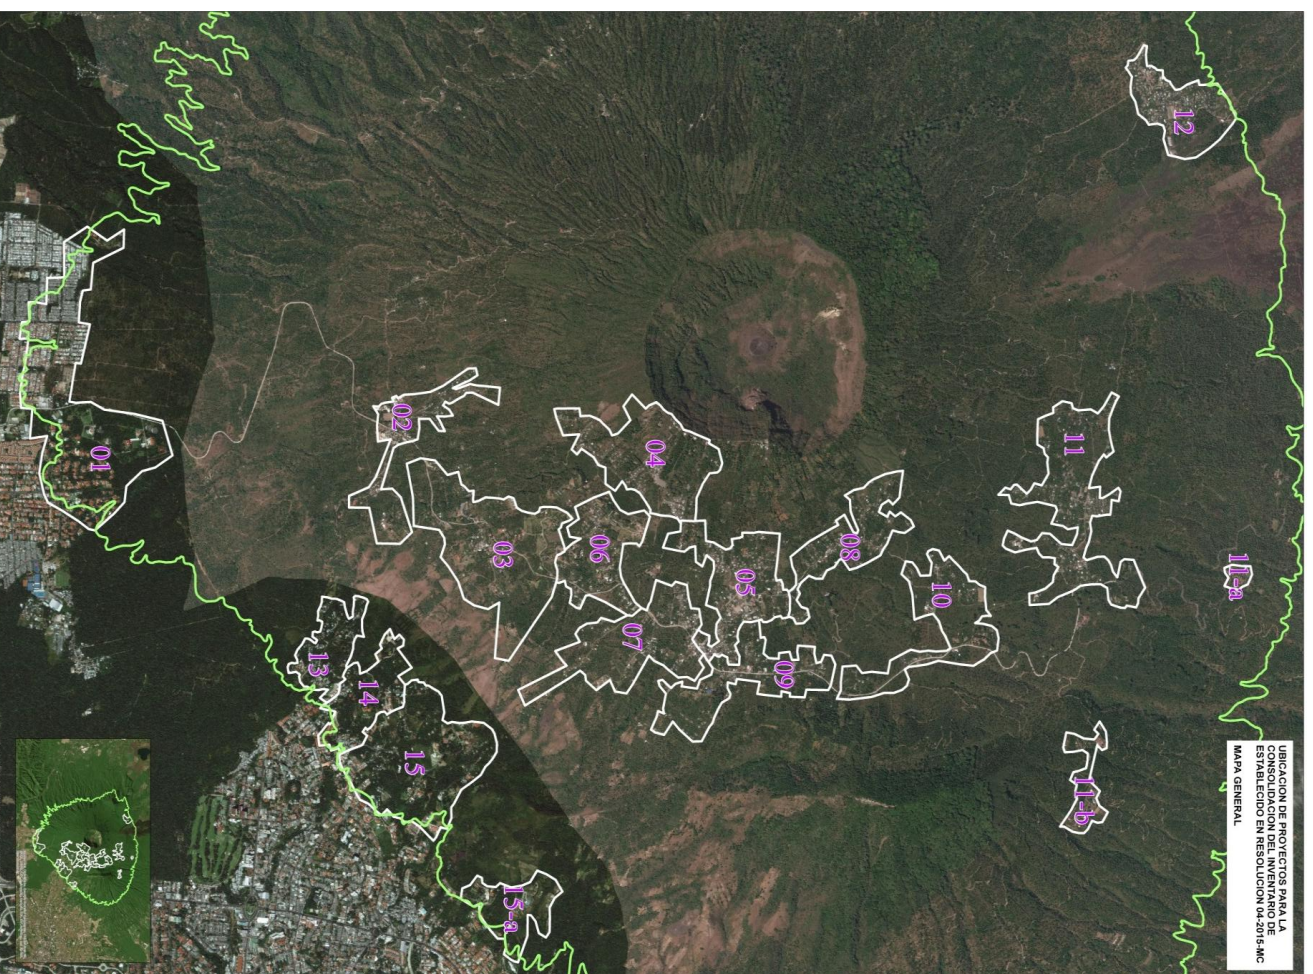 UBICACION DE PROYECTOS PARA LA
CONSOLIDACION DEL INVENTARIO DE
ESTABLECIDO EN RESOLUCION 04-2015-MC
MAPA GENERAL
12
11
11-a
11-b
10
08
09
05
04
06
07
03
02
01
13
14
15
15-a